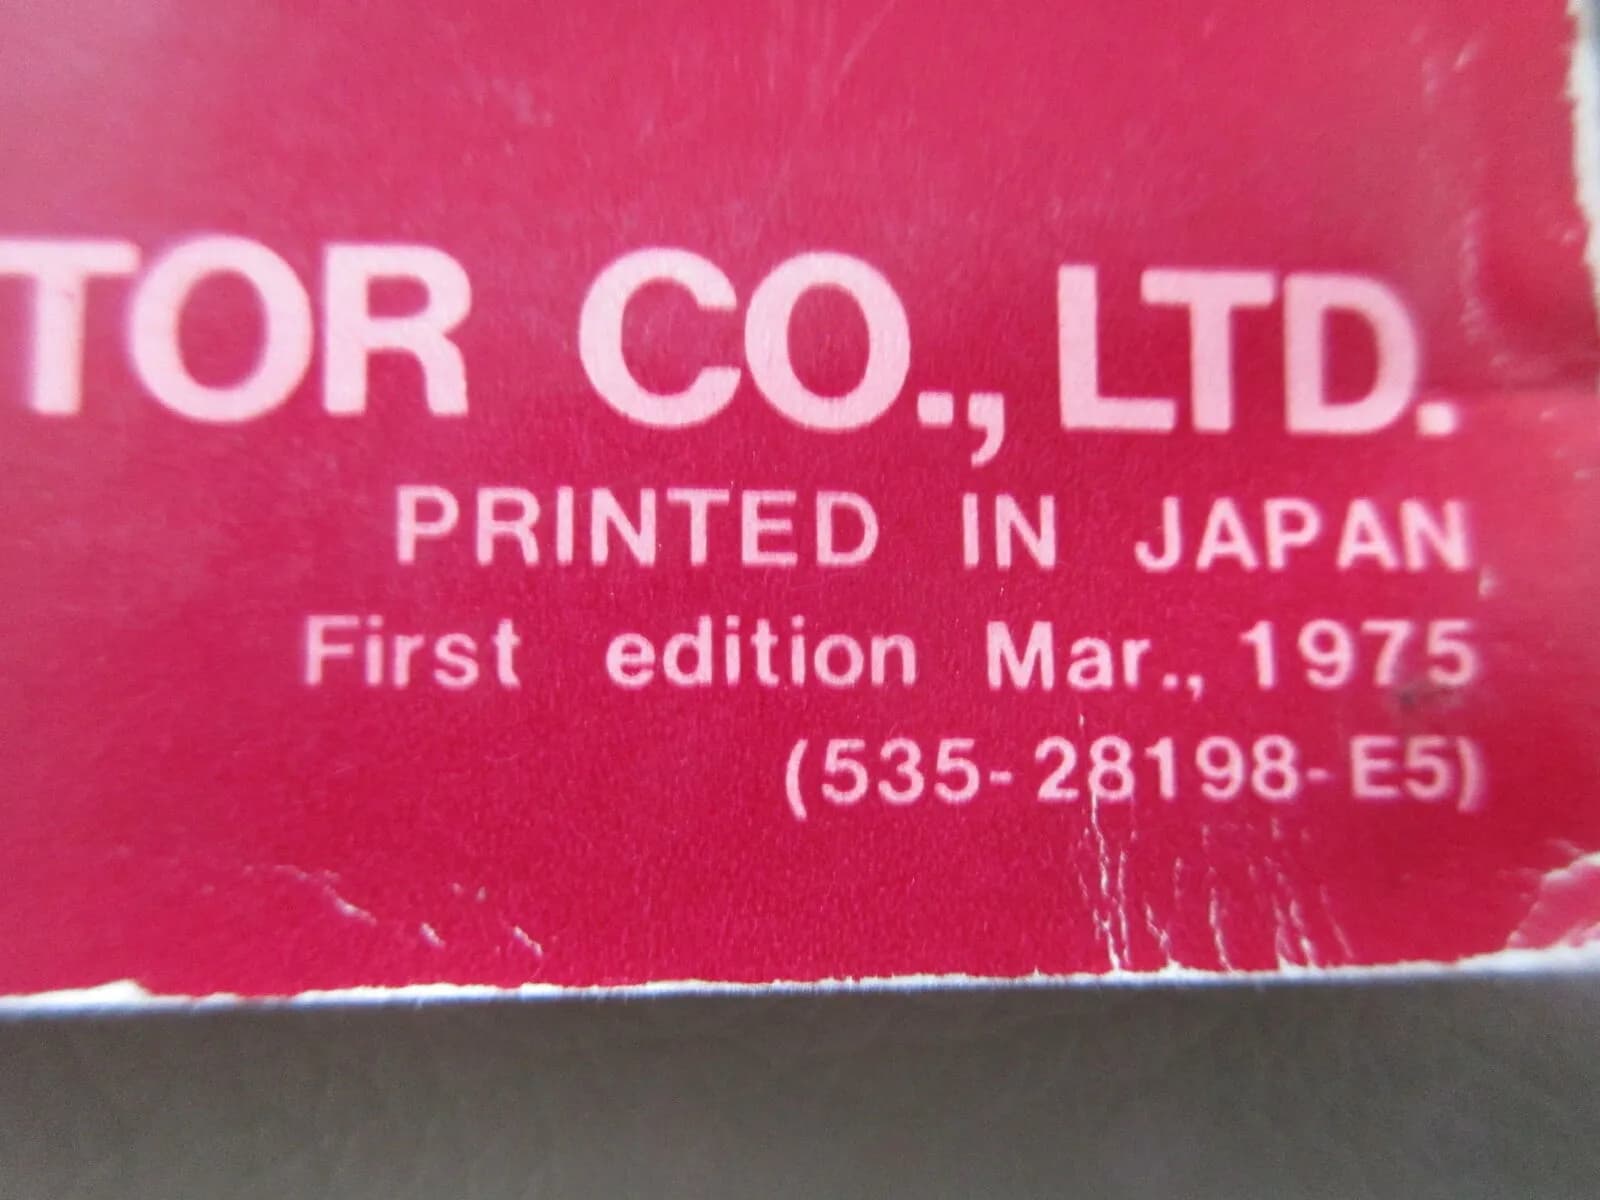 TOR CO., LTD.
PRINTED IN JAPAN
First edition Mar., 1975
(535-28198-E5)